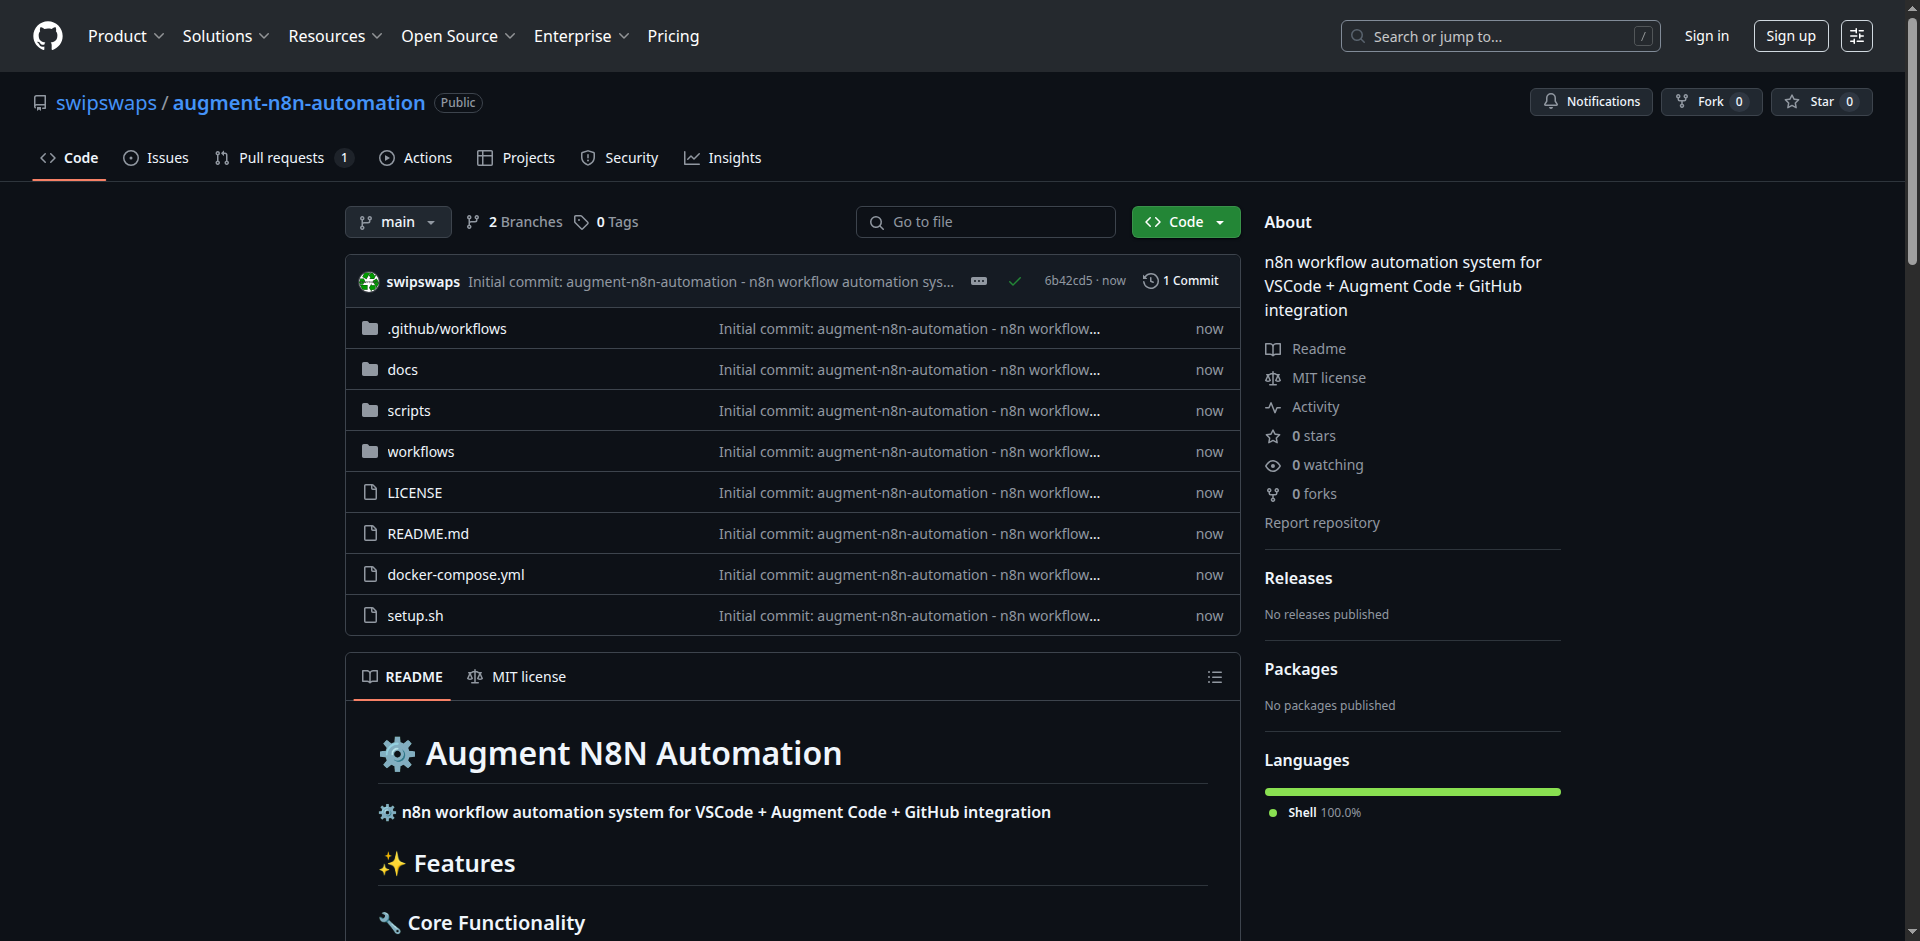 Product Solutions Resources Open Source Enterprise Pricing Search or jump to... / Sign in Sign up
swipswaps / augment-n8n-automation Public Notifications Fork 0 Star 0
Code Issues Pull requests 1 Actions Projects Security Insights
main 2 Branches 0 Tags Go to file Code
swipswaps Initial commit: augment-n8n-automation - n8n workflow automation sys... 6b42cd5 · now 1 Commit
.github/workflows Initial commit: augment-n8n-automation - n8n workflow... now
docs Initial commit: augment-n8n-automation - n8n workflow... now
scripts Initial commit: augment-n8n-automation - n8n workflow... now
workflows Initial commit: augment-n8n-automation - n8n workflow... now
LICENSE Initial commit: augment-n8n-automation - n8n workflow... now
README.md Initial commit: augment-n8n-automation - n8n workflow... now
docker-compose.yml Initial commit: augment-n8n-automation - n8n workflow... now
setup.sh Initial commit: augment-n8n-automation - n8n workflow... now
README MIT license
⚙️ Augment N8N Automation
⚙️ n8n workflow automation system for VSCode + Augment Code + GitHub integration
✨ Features
🔧 Core Functionality
About
n8n workflow automation system for
VSCode + Augment Code + GitHub
integration
Readme
MIT license
Activity
0 stars
0 watching
0 forks
Report repository
Releases
No releases published
Packages
No packages published
Languages
Shell 100.0%